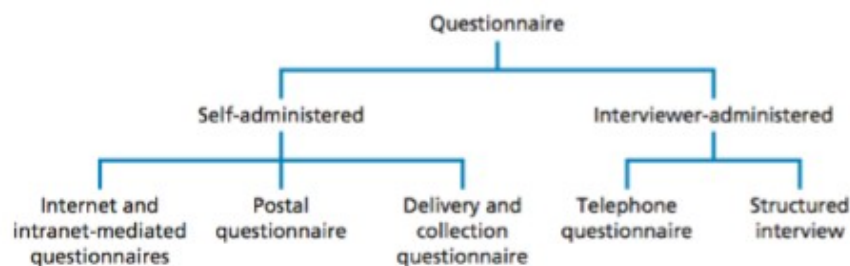 Questionnaire
Self-administered
Interviewer-administered
Internet and
intranet-mediated
questionnaires
Postal
questionnaire
Delivery and
collection
questionnaire
Telephone
questionnaire
Structured
interview